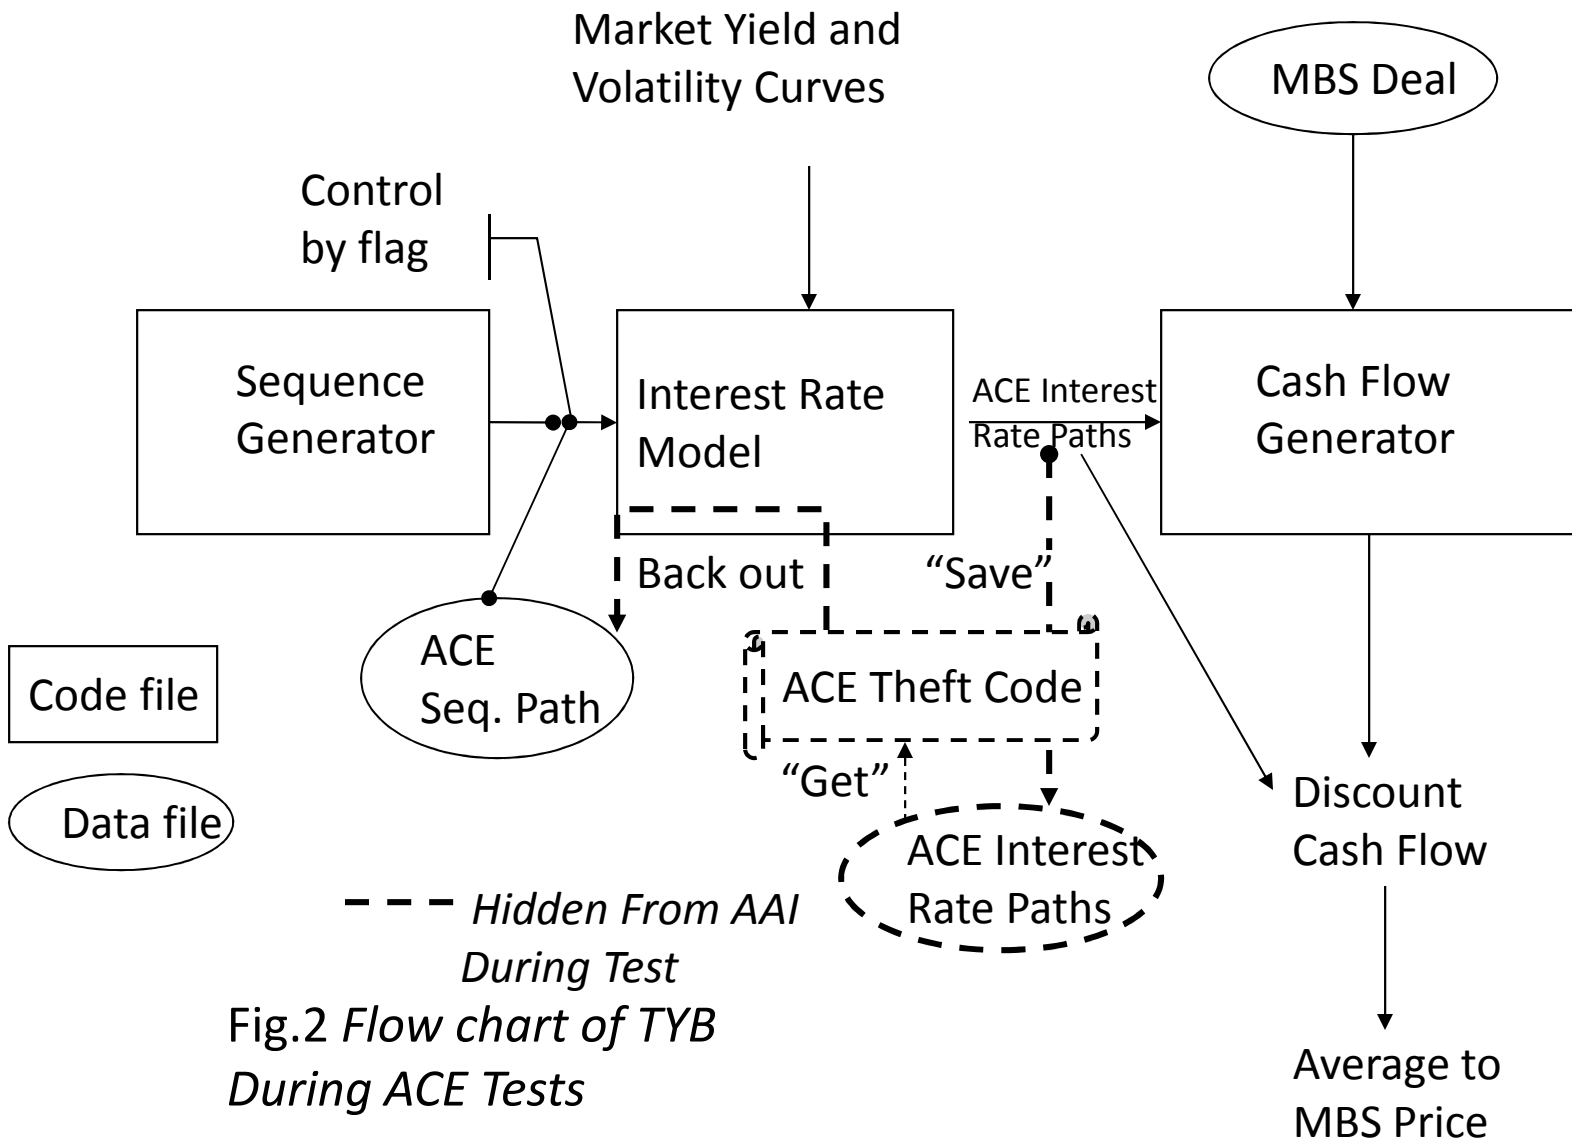 Market Yield and
Volatility Curves
MBS Deal
Control
by flag
Sequence
Generator
Interest Rate
Model
ACE Interest
Rate Paths
Cash Flow
Generator
Back out
“Save”
ACE
Seq. Path
ACE Theft Code
Code file
“Get”
Data file
Discount
Cash Flow
ACE Interest
Rate Paths
Hidden From AAI
During Test
Fig.2 Flow chart of TYB
During ACE Tests
Average to
MBS Price